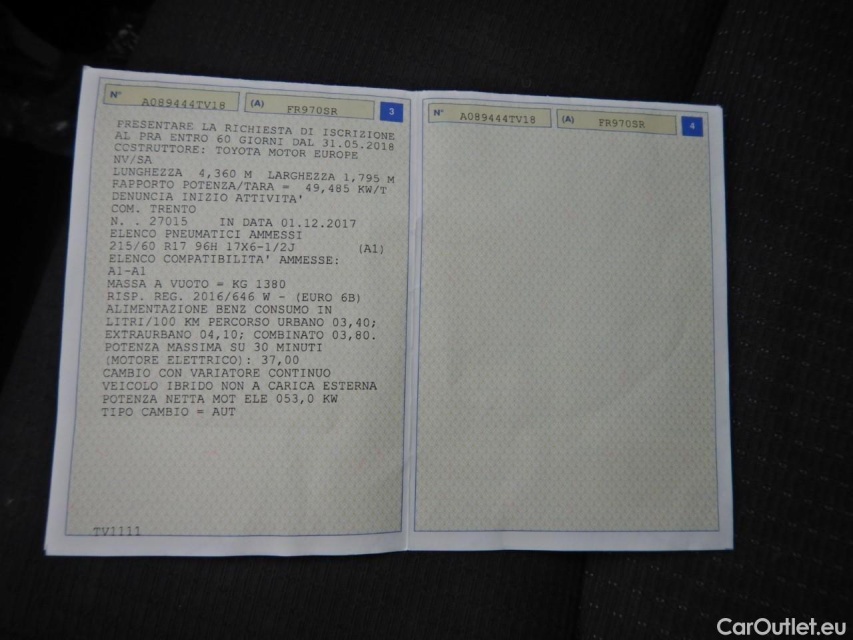 N° A089444TV18 (A) FR970SR 3
PRESENTARE LA RICHIESTA DI ISCRIZIONE
AL PRA ENTRO 60 GIORNI DAL 31.05.2018
COSTRUTTORE: TOYOTA MOTOR EUROPE
NV/SA
LUNGHEZZA 4,360 M LARGHEZZA 1,795 M
RAPPORTO POTENZA/TARA = 49,485 KW/T
DENUNCIA INIZIO ATTIVITA'
COM. TRENTO
N. . 27015 IN DATA 01.12.2017
ELENCO PNEUMATICI AMMESSI
215/60 R17 96H 17X6-1/2J (A1)
ELENCO COMPATIBILITA' AMMESSE:
A1-A1
MASSA A VUOTO = KG 1380
RISP. REG. 2016/646 W - (EURO 6B)
ALIMENTAZIONE BENZ CONSUMO IN
LITRI/100 KM PERCORSO URBANO 03,40;
EXTRAURBANO 04,10; COMBINATO 03,80.
POTENZA MASSIMA SU 30 MINUTI
(MOTORE ELETTRICO): 37,00
CAMBIO CON VARIATORE CONTINUO
VEICOLO IBRIDO NON A CARICA ESTERNA
POTENZA NETTA MOT ELE 053,0 KW
TIPO CAMBIO = AUT
TV1111
N° A089444TV18 (A) FR970SR 4
CarOutlet.eu